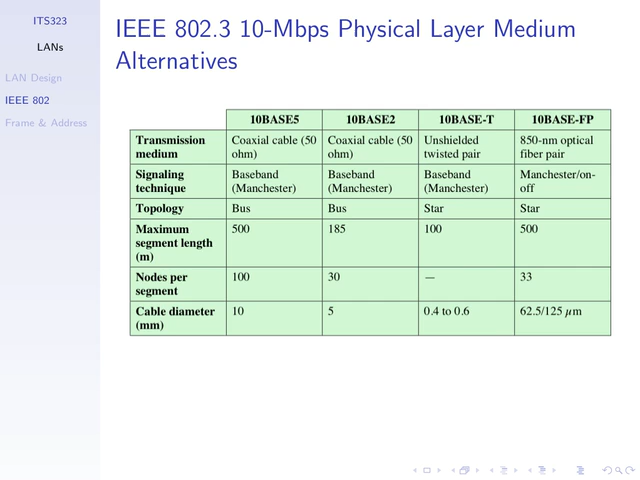 ITS323
LANs
LAN Design
IEEE 802
Frame & Address
IEEE 802.3 10-Mbps Physical Layer Medium
Alternatives
10BASE5 10BASE2 10BASE-T 10BASE-FP
Transmission medium Coaxial cable (50 ohm) Coaxial cable (50 ohm) Unshielded twisted pair 850-nm optical fiber pair
Signaling technique Baseband (Manchester) Baseband (Manchester) Baseband (Manchester) Manchester/on-off
Topology Bus Bus Star Star
Maximum segment length (m) 500 185 100 500
Nodes per segment 100 30 — 33
Cable diameter (mm) 10 5 0.4 to 0.6 62.5/125 µm